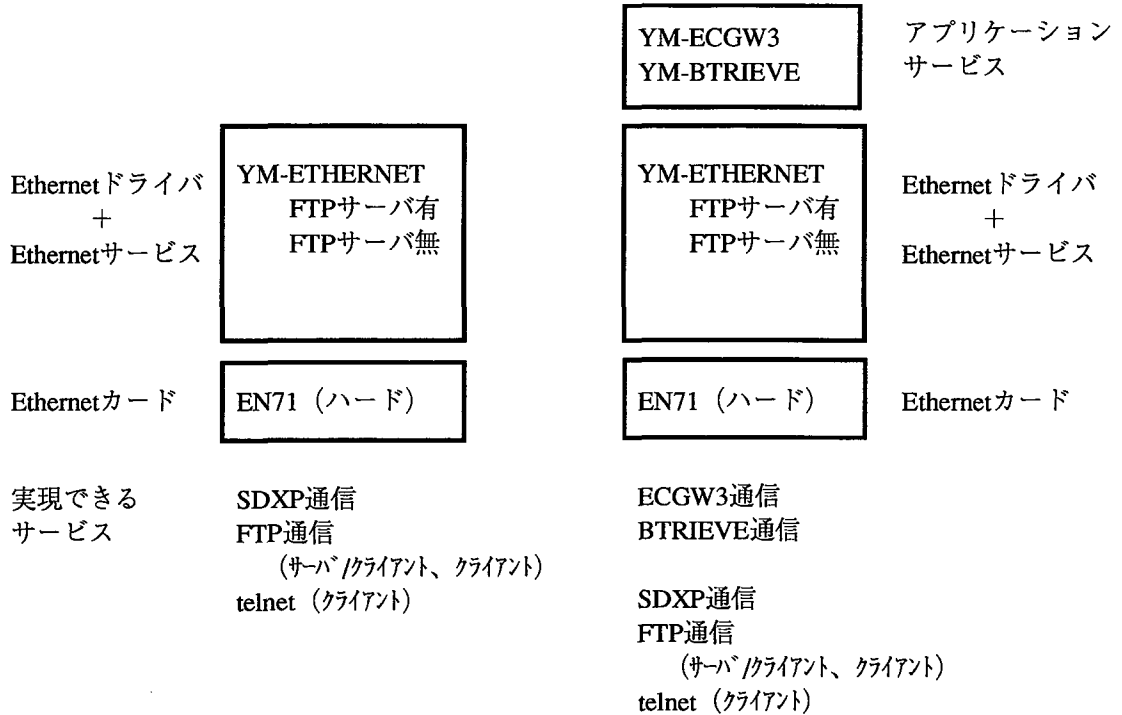 YM-ECGW3
YM-BTRIEVE
アプリケーション
サービス
Ethernetドライバ
+
Ethernetサービス
YM-ETHERNET
FTPサーバ有
FTPサーバ無
YM-ETHERNET
FTPサーバ有
FTPサーバ無
Ethernetドライバ
+
Ethernetサービス
Ethernetカード
EN71（ハード）
EN71（ハード）
Ethernetカード
実現できる
サービス
SDXP通信
FTP通信
（ｻｰﾊﾞ/ｸﾗｲｱﾝﾄ、ｸﾗｲｱﾝﾄ）
telnet（ｸﾗｲｱﾝﾄ）
ECGW3通信
BTRIEVE通信
SDXP通信
FTP通信
（ｻｰﾊﾞ/ｸﾗｲｱﾝﾄ、ｸﾗｲｱﾝﾄ）
telnet（ｸﾗｲｱﾝﾄ）